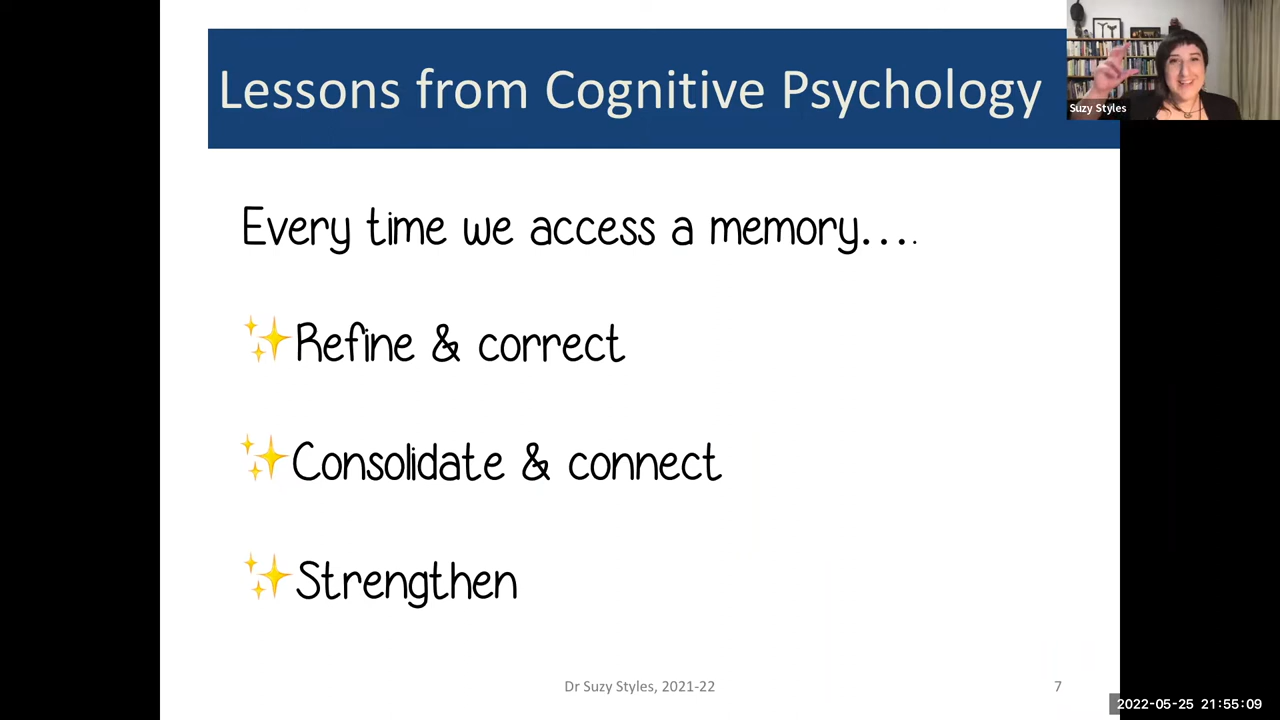 Lessons from Cognitive Psychology
Suzy Styles
Every time we access a memory….
✨Refine & correct
✨Consolidate & connect
✨Strengthen
Dr Suzy Styles, 2021-22
7
2022-05-25 21:55:09